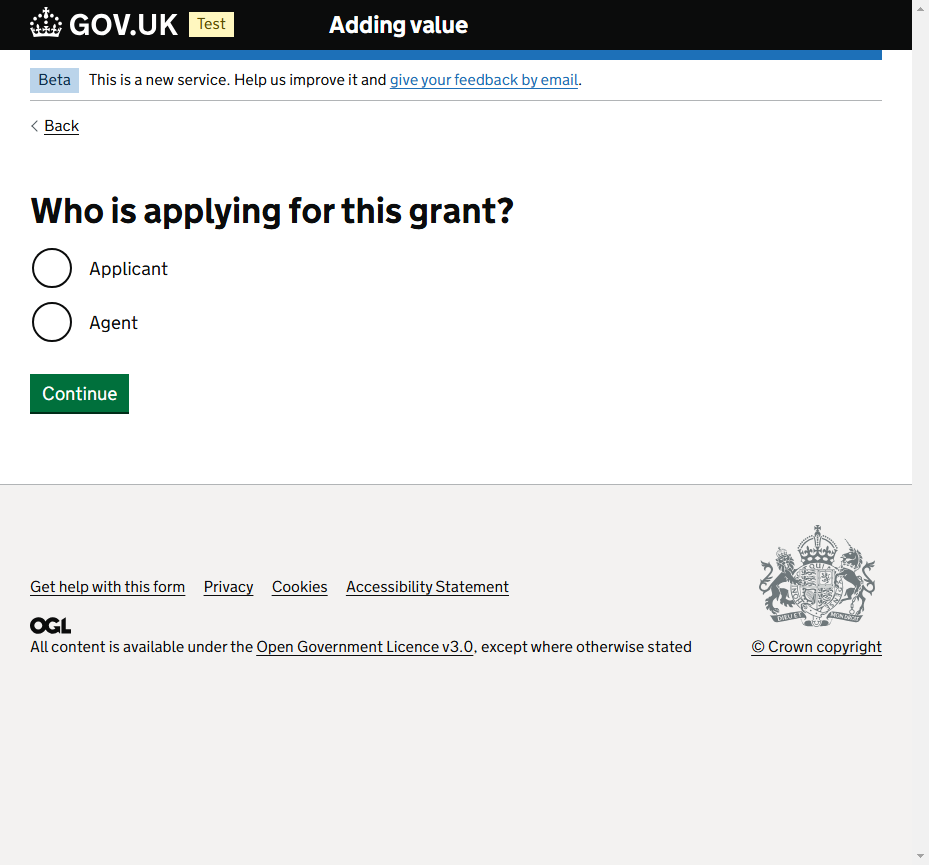 GOV.UK Test Adding value
Beta This is a new service. Help us improve it and give your feedback by email.
Back
Who is applying for this grant?
Applicant
Agent
Continue
Get help with this form Privacy Cookies Accessibility Statement
OGL
All content is available under the Open Government Licence v3.0, except where otherwise stated
© Crown copyright